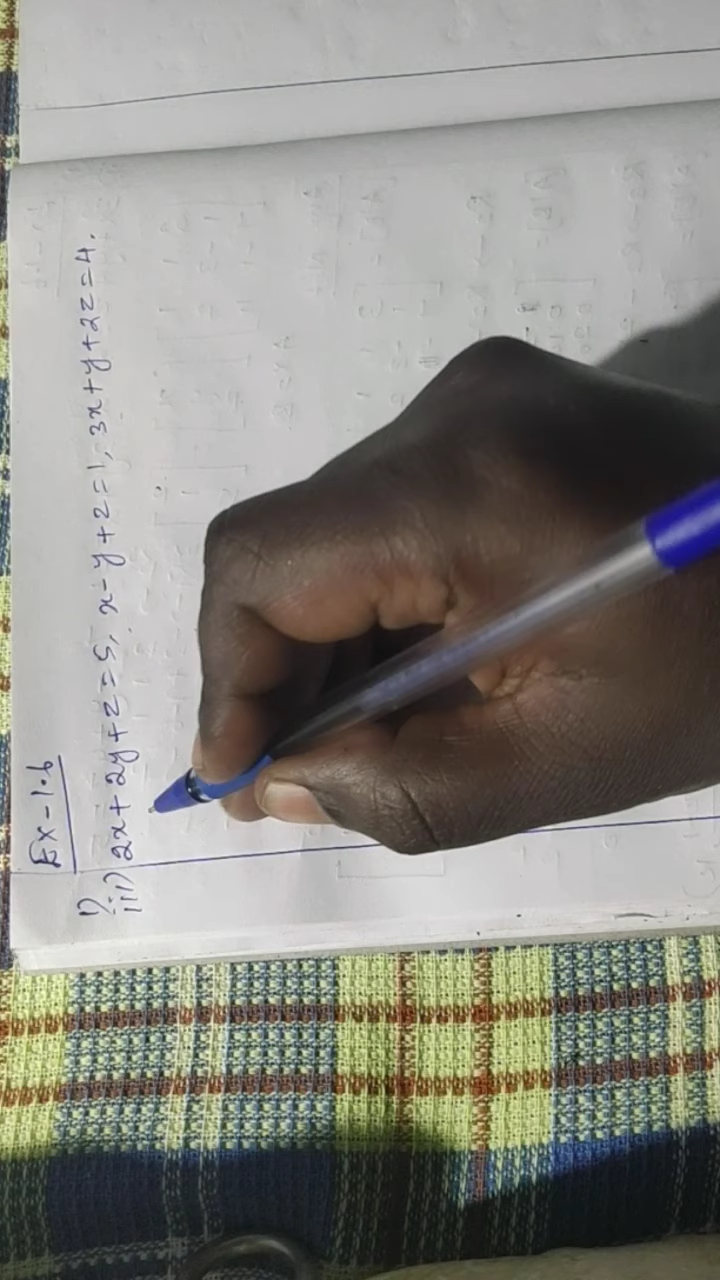 Ex-1.6
1)
iii) 2x+2y+z=5, x-y+z=1, 3x+y+2z=4.